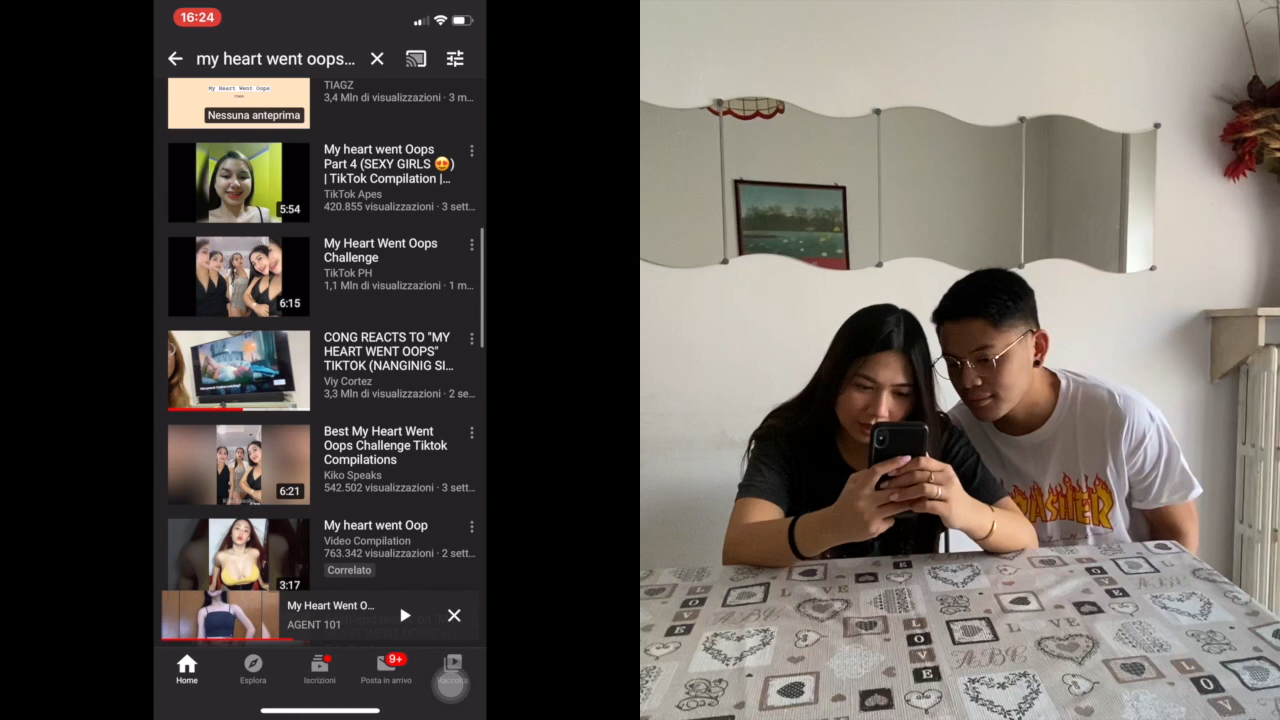 16:24
my heart went oops...
My Heart Went Oops
TIAGZ
3,4 Mln di visualizzazioni · 3 m...
Nessuna anteprima
My heart went Oops
Part 4 (SEXY GIRLS 😍)
| TikTok Compilation |...
TikTok Apes
420.855 visualizzazioni · 3 sett...
5:54
My Heart Went Oops
Challenge
TikTok PH
1,1 Mln di visualizzazioni · 1 m...
6:15
CONG REACTS TO "MY
HEART WENT OOPS"
TIKTOK (NANGINIG SI...
Viy Cortez
3,3 Mln di visualizzazioni · 2 se...
Best My Heart Went
Oops Challenge Tiktok
Compilations
Kiko Speaks
542.502 visualizzazioni · 3 sett...
6:21
My heart went Oop
Video Compilation
763.342 visualizzazioni · 2 sett...
Correlato
3:17
My Heart Went O...
AGENT 101
Home
Esplora
Iscrizioni
9+
Posta in arrivo
LOVE
LOVE
LOVE
LOVE
ABC
LOVE